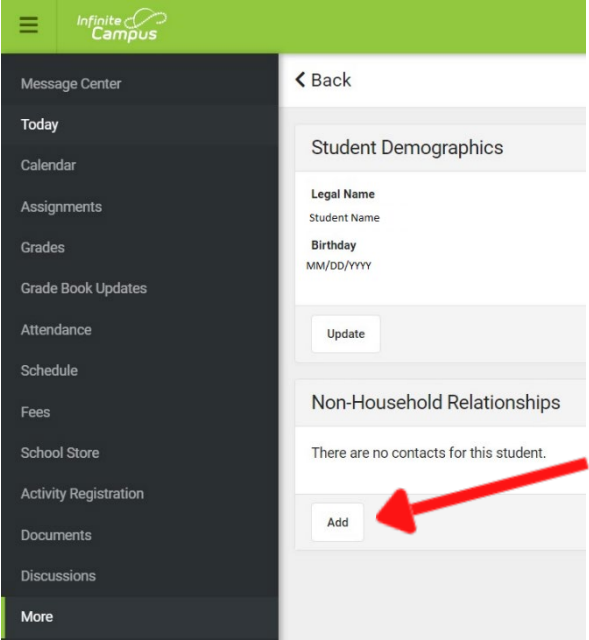 Infinite
Campus
Message Center
Today
Calendar
Assignments
Grades
Grade Book Updates
Attendance
Schedule
Fees
School Store
Activity Registration
Documents
Discussions
More
Back
Student Demographics
Legal Name
Student Name
Birthday
MM/DD/YYYY
Update
Non-Household Relationships
There are no contacts for this student.
Add